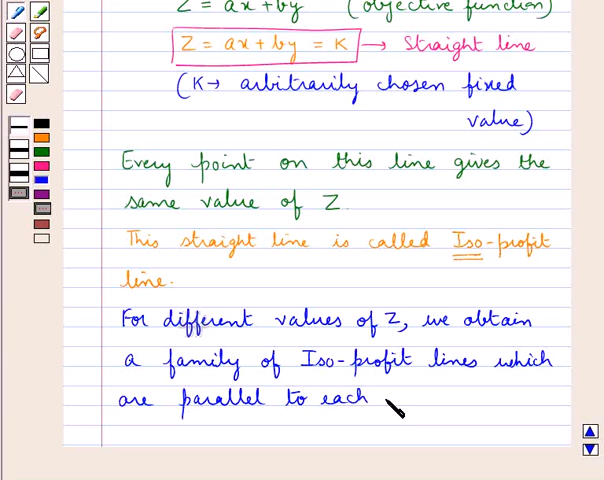 Z = ax + by (objective function)
Z = ax + by = K → Straight line
(K→ arbitrarily chosen fixed
value)
Every point on this line gives the
same value of Z.
This straight line is called Iso-profit
line.
For different values of Z, we obtain
a family of Iso-profit lines which
are parallel to each